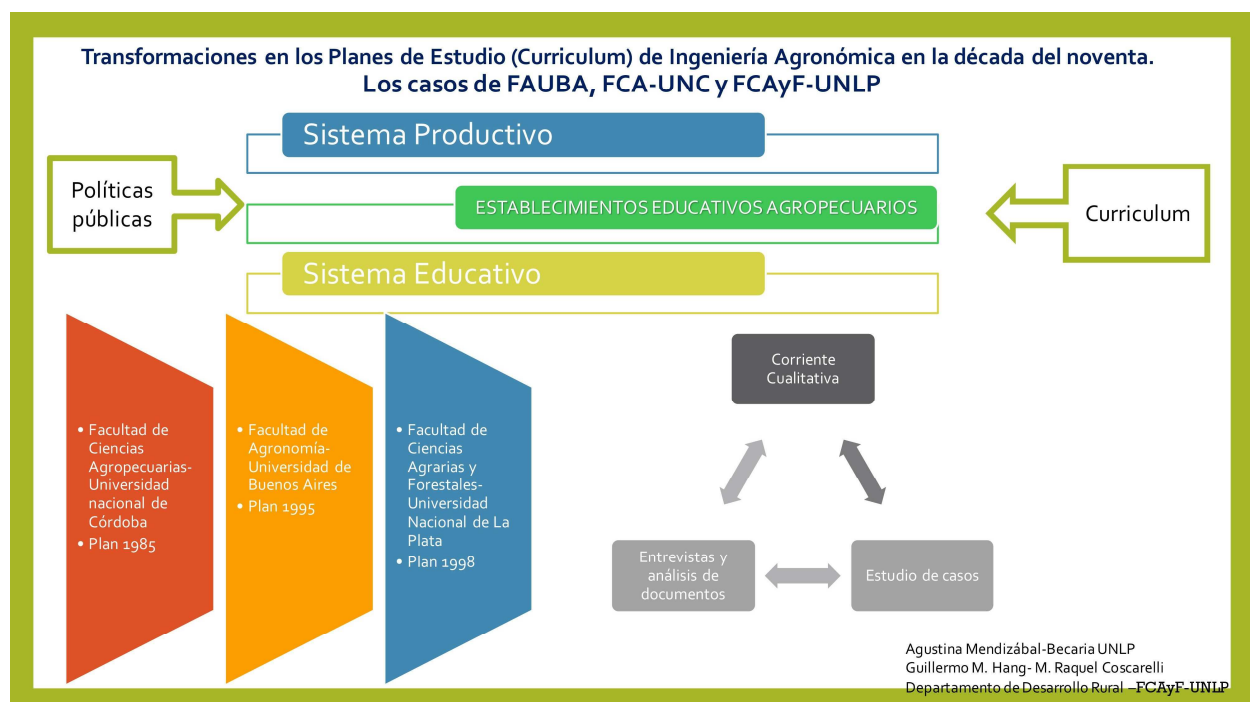 Transformaciones en los Planes de Estudio (Curriculum) de Ingeniería Agronómica en la década del noventa.
Los casos de FAUBA, FCA-UNC y FCAyF-UNLP
Sistema Productivo
Políticas
públicas
ESTABLECIMIENTOS EDUCATIVOS AGROPECUARIOS
Curriculum
Sistema Educativo
• Facultad de
Ciencias
Agropecuarias-
Universidad
nacional de
Córdoba
• Plan 1985
• Facultad de
Agronomía-
Universidad de
Buenos Aires
• Plan 1995
• Facultad de
Ciencias
Agrarias y
Forestales-
Universidad
Nacional de La
Plata
• Plan 1998
Corriente
Cualitativa
Entrevistas y
análisis de
documentos
Estudio de casos
Agustina Mendizábal-Becaria UNLP
Guillermo M. Hang- M. Raquel Coscarelli
Departamento de Desarrollo Rural –FCAyF-UNLP